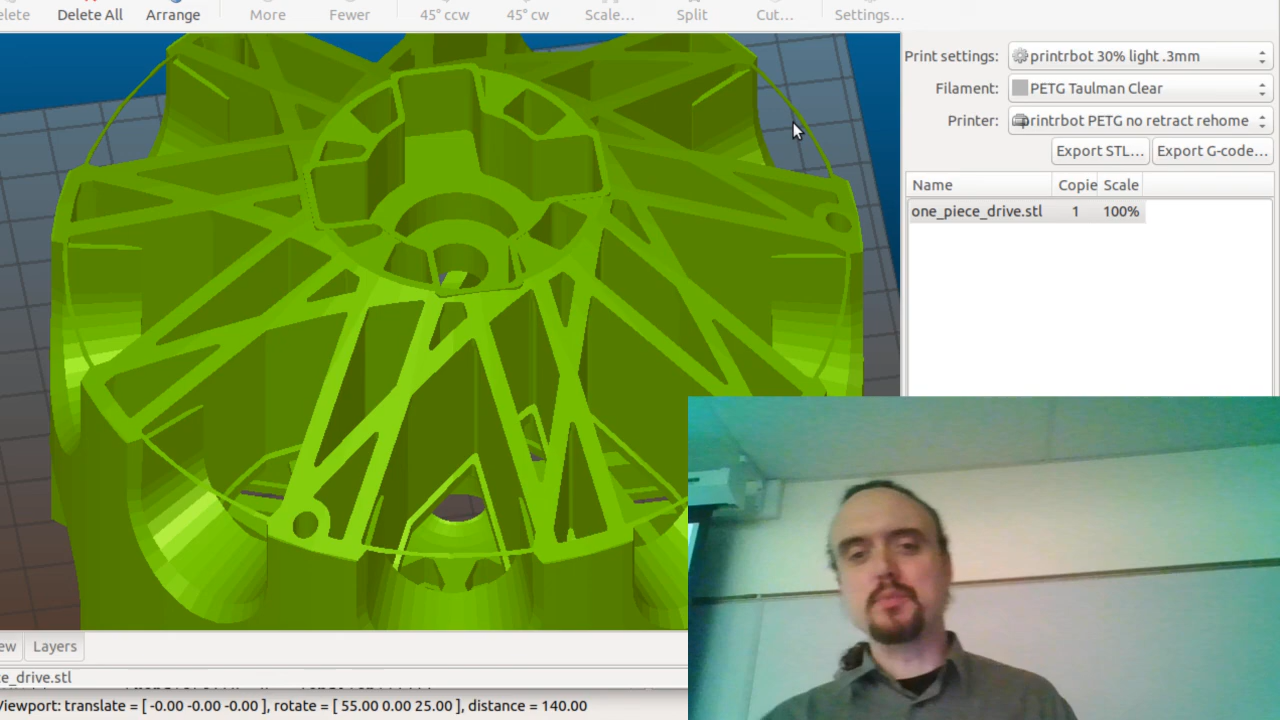 Delete All Arrange More Fewer 45° ccw 45° cw Scale... Split Cut... Settings...
Print settings: printrbot 30% light .3mm
Filament: PETG Taulman Clear
Printer: printrbot PETG no retract rehome
Export STL... Export G-code...
Name Copie Scale
one_piece_drive.stl 1 100%
ew Layers
ce_drive.stl
Viewport: translate = [ -0.00 -0.00 -0.00 ], rotate = [ 55.00 0.00 25.00 ], distance = 140.00